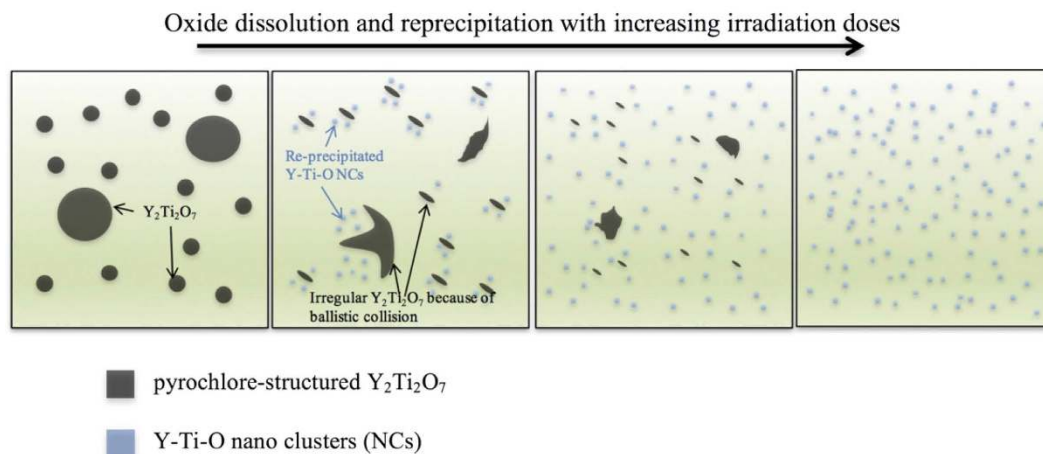 Oxide dissolution and reprecipitation with increasing irradiation doses
Y₂Ti₂O₇
Re-precipitated
Y-Ti-O NCs
Irregular Y₂Ti₂O₇ because of
ballistic collision
pyrochlore-structured Y₂Ti₂O₇
Y-Ti-O nano clusters (NCs)